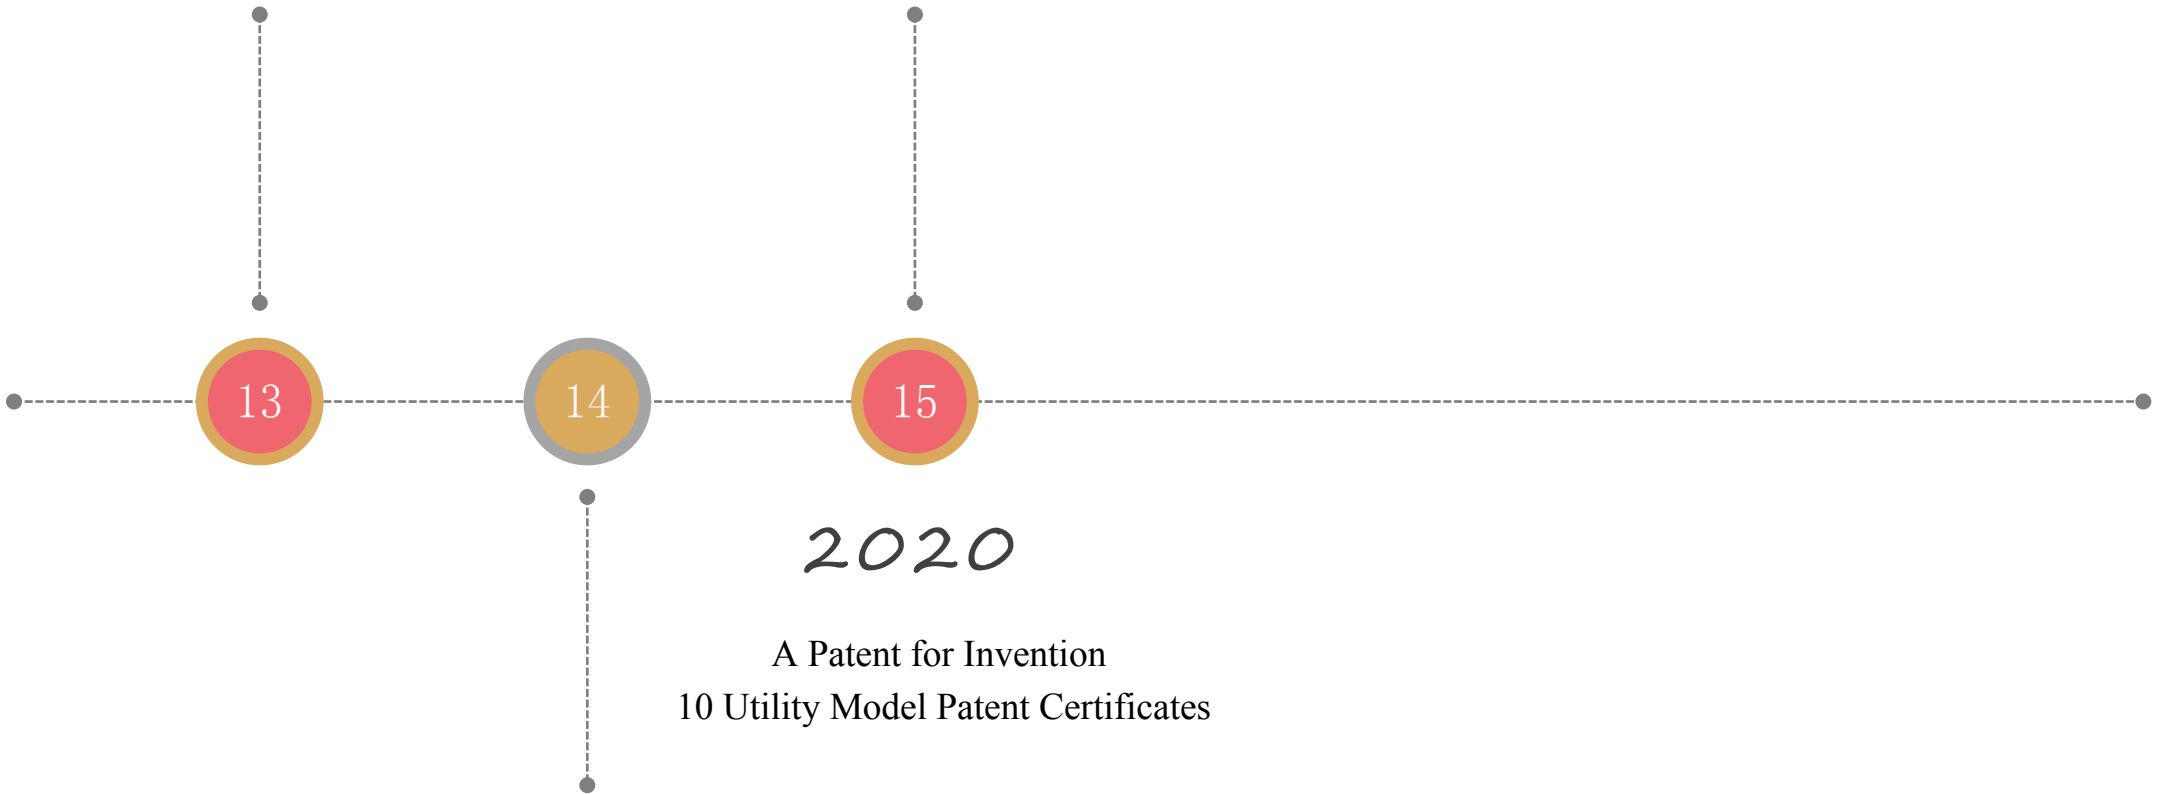 13
14
15
2020
A Patent for Invention
10 Utility Model Patent Certificates